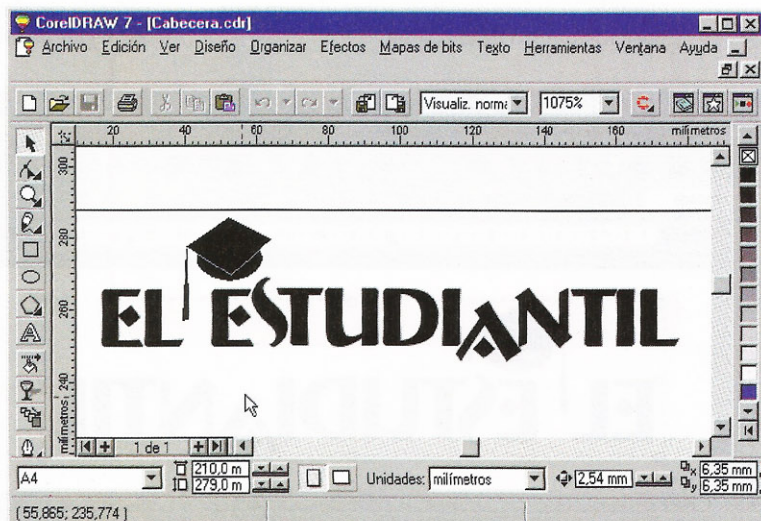 CorelDRAW 7 - [Cabecera.cdr]
Archivo Edición Ver Diseño Organizar Efectos Mapas de bits Texto Herramientas Ventana Ayuda
Visualiz. norma 1075%
20 40 60 80 100 120 140 160 milímetros
300
280
260
240
milímetros
EL ESTUDIANTIL
1 de 1
A4 210,0 m Unidades: milímetros 2,54 mm x 6,35 mm
279,0 m y 6,35 mm
(55,865; 235,774)